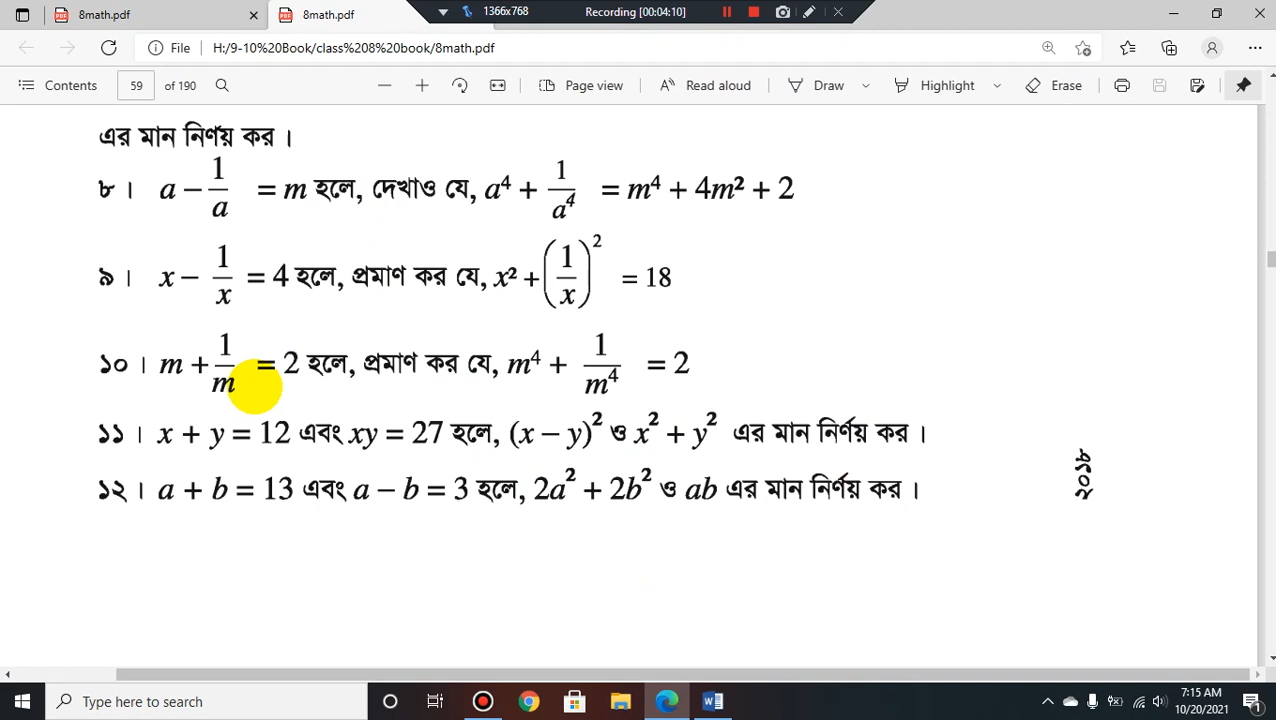 8math.pdf × 8math.pdf 1366x768 Recording [00:04:10]
File H:/9-10%20Book/class%208%20book/8math.pdf
Contents 59 of 190 Page view Read aloud Draw Highlight Erase
এর মান নির্ণয় কর ।
৮ । a − 1/a = m হলে, দেখাও যে, a⁴ + 1/a⁴ = m⁴ + 4m² + 2
৯ । x − 1/x = 4 হলে, প্রমাণ কর যে, x² + (1/x)² = 18
১০ । m + 1/m = 2 হলে, প্রমাণ কর যে, m⁴ + 1/m⁴ = 2
১১ । x + y = 12 এবং xy = 27 হলে, (x − y)² ও x² + y² এর মান নির্ণয় কর ।
১২ । a + b = 13 এবং a − b = 3 হলে, 2a² + 2b² ও ab এর মান নির্ণয় কর ।
২০১৮
Type here to search
7:15 AM
10/20/2021